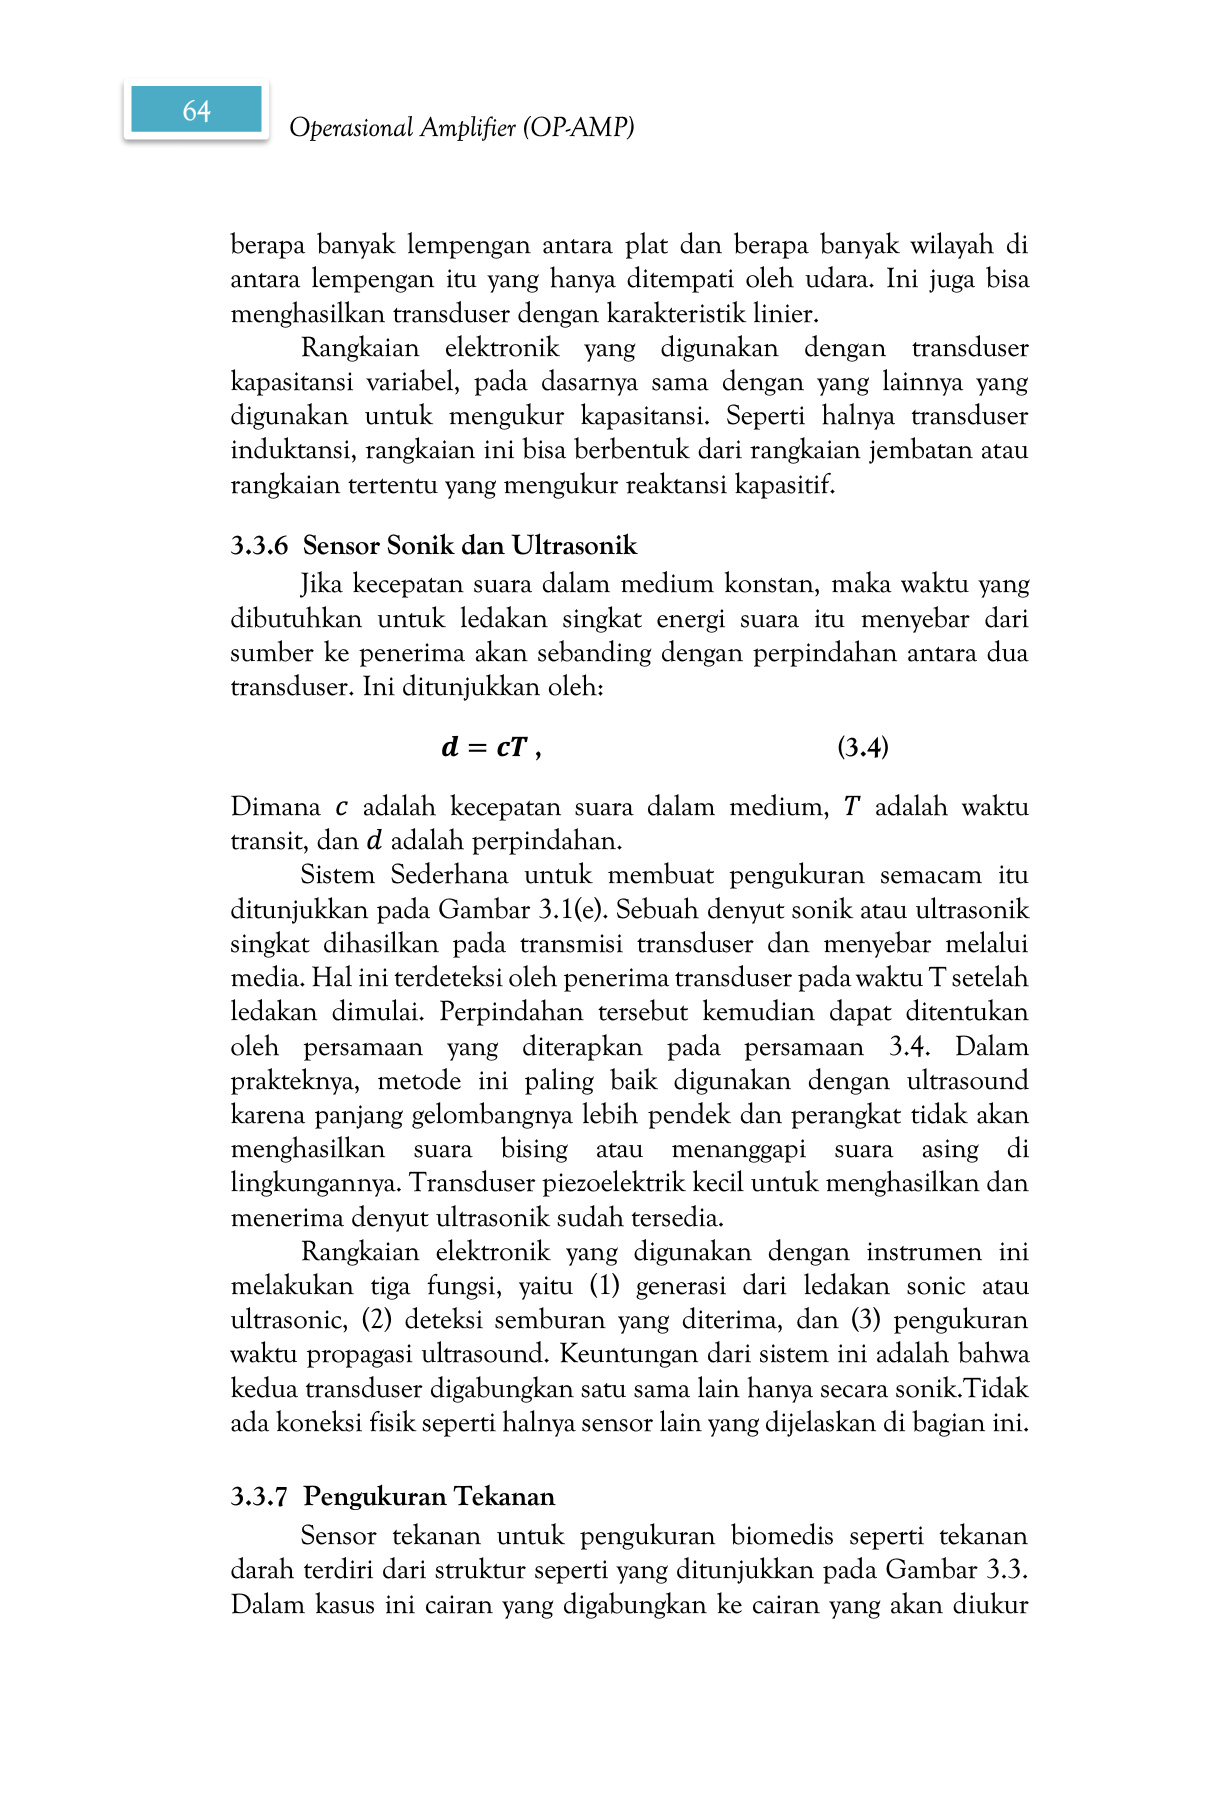 64
Operasional Amplifier (OP-AMP)
berapa banyak lempengan antara plat dan berapa banyak wilayah di
antara lempengan itu yang hanya ditempati oleh udara. Ini juga bisa
menghasilkan transduser dengan karakteristik linier.
Rangkaian elektronik yang digunakan dengan transduser
kapasitansi variabel, pada dasarnya sama dengan yang lainnya yang
digunakan untuk mengukur kapasitansi. Seperti halnya transduser
induktansi, rangkaian ini bisa berbentuk dari rangkaian jembatan atau
rangkaian tertentu yang mengukur reaktansi kapasitif.
3.3.6 Sensor Sonik dan Ultrasonik
Jika kecepatan suara dalam medium konstan, maka waktu yang
dibutuhkan untuk ledakan singkat energi suara itu menyebar dari
sumber ke penerima akan sebanding dengan perpindahan antara dua
transduser. Ini ditunjukkan oleh:
d = cT , (3.4)
Dimana c adalah kecepatan suara dalam medium, T adalah waktu
transit, dan d adalah perpindahan.
Sistem Sederhana untuk membuat pengukuran semacam itu
ditunjukkan pada Gambar 3.1(e). Sebuah denyut sonik atau ultrasonik
singkat dihasilkan pada transmisi transduser dan menyebar melalui
media. Hal ini terdeteksi oleh penerima transduser pada waktu T setelah
ledakan dimulai. Perpindahan tersebut kemudian dapat ditentukan
oleh persamaan yang diterapkan pada persamaan 3.4. Dalam
prakteknya, metode ini paling baik digunakan dengan ultrasound
karena panjang gelombangnya lebih pendek dan perangkat tidak akan
menghasilkan suara bising atau menanggapi suara asing di
lingkungannya. Transduser piezoelektrik kecil untuk menghasilkan dan
menerima denyut ultrasonik sudah tersedia.
Rangkaian elektronik yang digunakan dengan instrumen ini
melakukan tiga fungsi, yaitu (1) generasi dari ledakan sonic atau
ultrasonic, (2) deteksi semburan yang diterima, dan (3) pengukuran
waktu propagasi ultrasound. Keuntungan dari sistem ini adalah bahwa
kedua transduser digabungkan satu sama lain hanya secara sonik.Tidak
ada koneksi fisik seperti halnya sensor lain yang dijelaskan di bagian ini.
3.3.7 Pengukuran Tekanan
Sensor tekanan untuk pengukuran biomedis seperti tekanan
darah terdiri dari struktur seperti yang ditunjukkan pada Gambar 3.3.
Dalam kasus ini cairan yang digabungkan ke cairan yang akan diukur